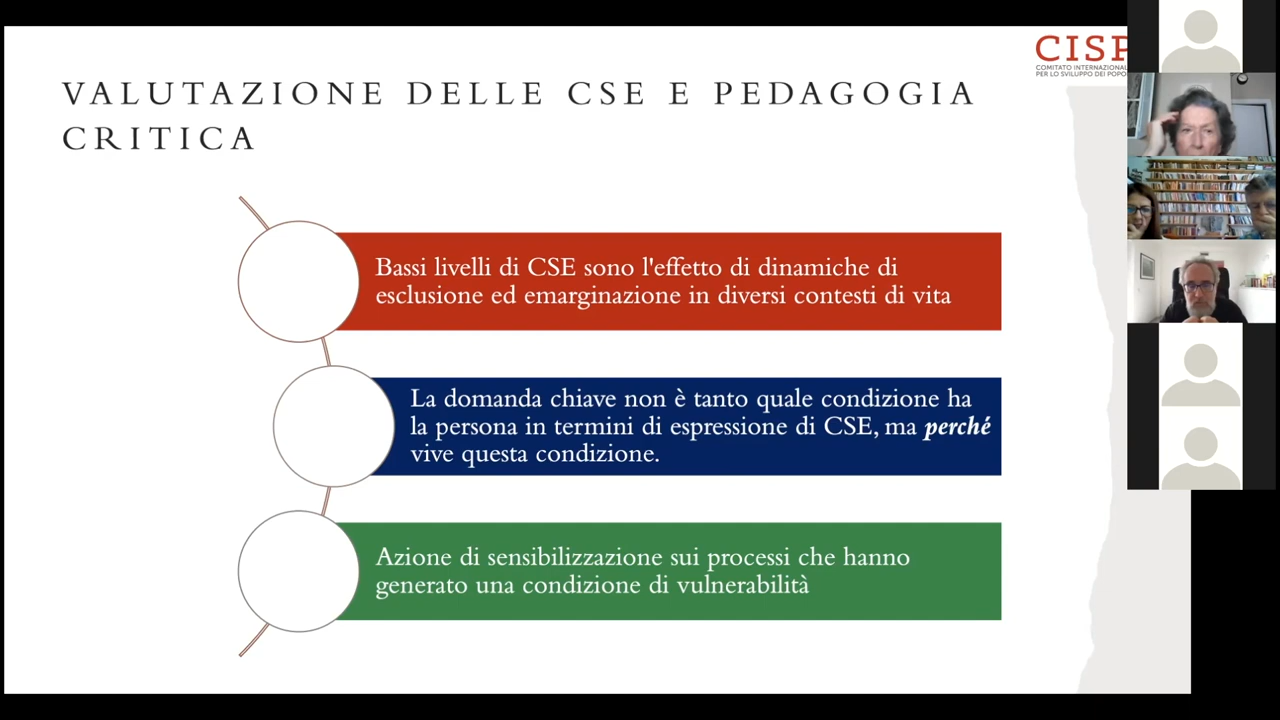 VALUTAZIONE DELLE CSE E PEDAGOGIA
CRITICA
CISP
COMITATO INTERNAZIONAL
PER LO SVILUPPO DEI POPO
Bassi livelli di CSE sono l'effetto di dinamiche di
esclusione ed emarginazione in diversi contesti di vita
La domanda chiave non è tanto quale condizione ha
la persona in termini di espressione di CSE, ma perché
vive questa condizione.
Azione di sensibilizzazione sui processi che hanno
generato una condizione di vulnerabilità